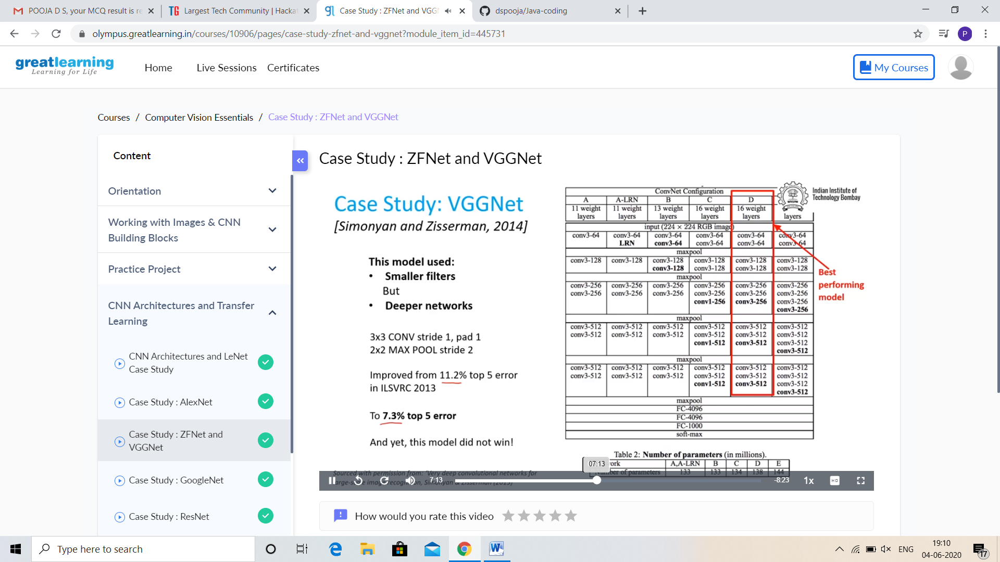 POOJA D S, your MCQ result is re
Largest Tech Community | Hacka
Case Study : ZFNet and VGG
dspooja/Java-coding
olympus.greatlearning.in/courses/10906/pages/case-study-zfnet-and-vggnet?module_item_id=445731
P
greatlearning
Learning for Life
Home
Live Sessions
Certificates
My Courses
Courses / Computer Vision Essentials / Case Study : ZFNet and VGGNet
Content
Orientation
Working with Images & CNN
Building Blocks
Practice Project
CNN Architectures and Transfer
Learning
CNN Architectures and LeNet
Case Study
Case Study : AlexNet
Case Study : ZFNet and
VGGNet
Case Study : GoogleNet
Case Study : ResNet
Case Study : ZFNet and VGGNet
Case Study: VGGNet
[Simonyan and Zisserman, 2014]
This model used:
• Smaller filters
But
• Deeper networks
3x3 CONV stride 1, pad 1
2x2 MAX POOL stride 2
Improved from 11.2% top 5 error
in ILSVRC 2013
To 7.3% top 5 error
And yet, this model did not win!
Sourced with permission from: 'Very deep convolutional networks for
large-scale image recognition, Simonyan & Zisserman (2015)
Indian Institute of
Technology Bombay
ConvNet Configuration
A A-LRN B C D
11 weight 11 weight 13 weight 16 weight 16 weight
layers layers layers layers layers layers
input (224 × 224 RGB image)
conv3-64 conv3-64 conv3-64 conv3-64 conv3-64 conv3-64
LRN conv3-64 conv3-64 conv3-64 conv3-64
maxpool
conv3-128 conv3-128 conv3-128 conv3-128 conv3-128 conv3-128
conv3-128 conv3-128 conv3-128 conv3-128
maxpool
conv3-256 conv3-256 conv3-256 conv3-256 conv3-256 conv3-256
conv3-256 conv3-256 conv3-256 conv3-256 conv3-256 conv3-256
conv1-256 conv3-256 conv3-256
conv3-256
maxpool
conv3-512 conv3-512 conv3-512 conv3-512 conv3-512 conv3-512
conv3-512 conv3-512 conv3-512 conv3-512 conv3-512 conv3-512
conv1-512 conv3-512 conv3-512
conv3-512
maxpool
conv3-512 conv3-512 conv3-512 conv3-512 conv3-512 conv3-512
conv3-512 conv3-512 conv3-512 conv3-512 conv3-512 conv3-512
conv1-512 conv3-512 conv3-512
conv3-512
maxpool
FC-4096
FC-4096
FC-1000
soft-max
Best
performing
model
Table 2: Number of parameters (in millions).
ork A,A-LRN B C D E
Number of parameters 133 133 134 138 144
07:13
7:13
-8:23
1x
HD
How would you rate this video
Type here to search
ENG
19:10
04-06-2020
17